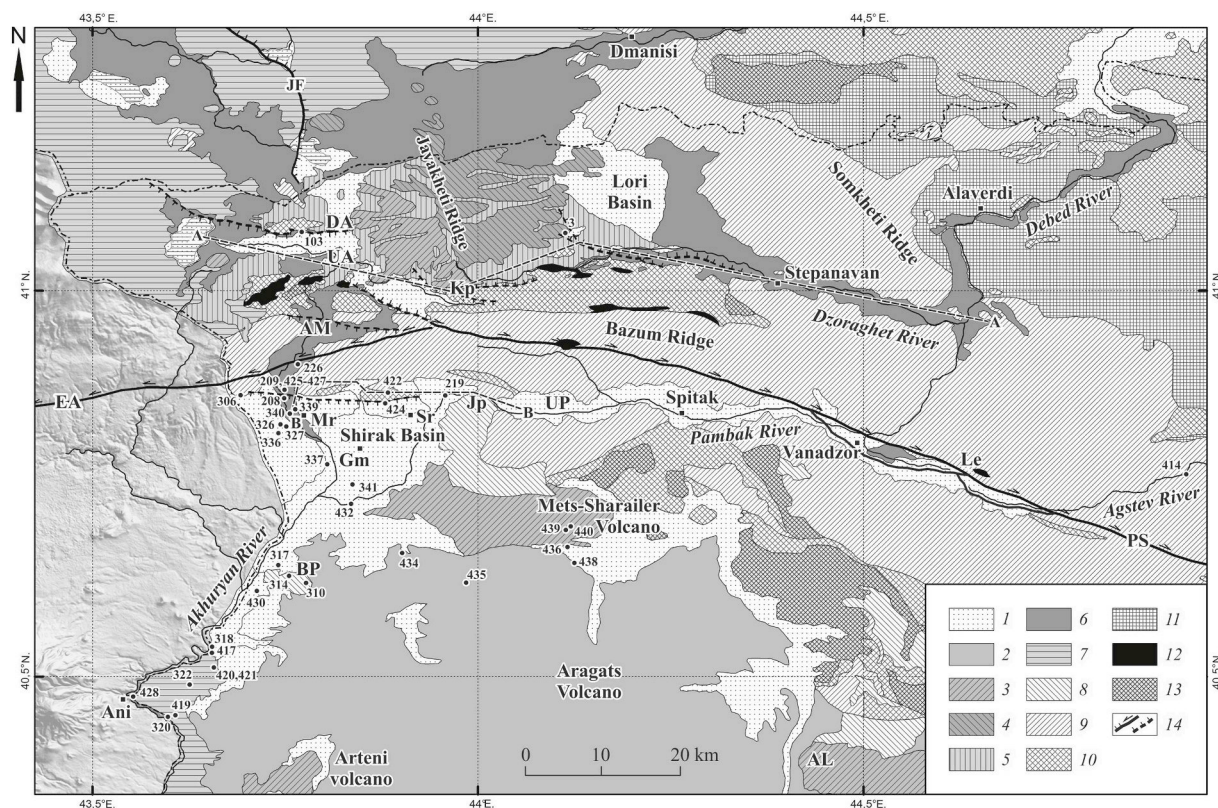 43,5° E.
44° E.
44,5° E.
N
Dmanisi
JF
Javakheti Ridge
Lori
Basin
Somkheti Ridge
Alaverdi
Debed River
DA
A
103
3
UA
Kp
Stepanavan
41° N.
41° N.
A
Dzoraghet River
AM
Bazum Ridge
226
EA
209, 425-427
422
219
306
208
424
Jp
UP
Spitak
340
339
B
Mr
Sr
B
326
327
336
Pambak River
Shirak Basin
Vanadzor
Gm
337
Le
414
341
Agstev River
432
Mets-Sharailer
Volcano
439
440
PS
436
438
434
317
BP
314
310
435
430
Akhuryan River
318
417
420,421
322
40,5° N.
40,5° N.
Aragats
Volcano
428
Ani
419
320
Arteni
volcano
0 10 20 km
AL
1 6 11
2 7 12
3 8 13
4 9 14
5 10
43,5° E.
44° E.
44,5° E.